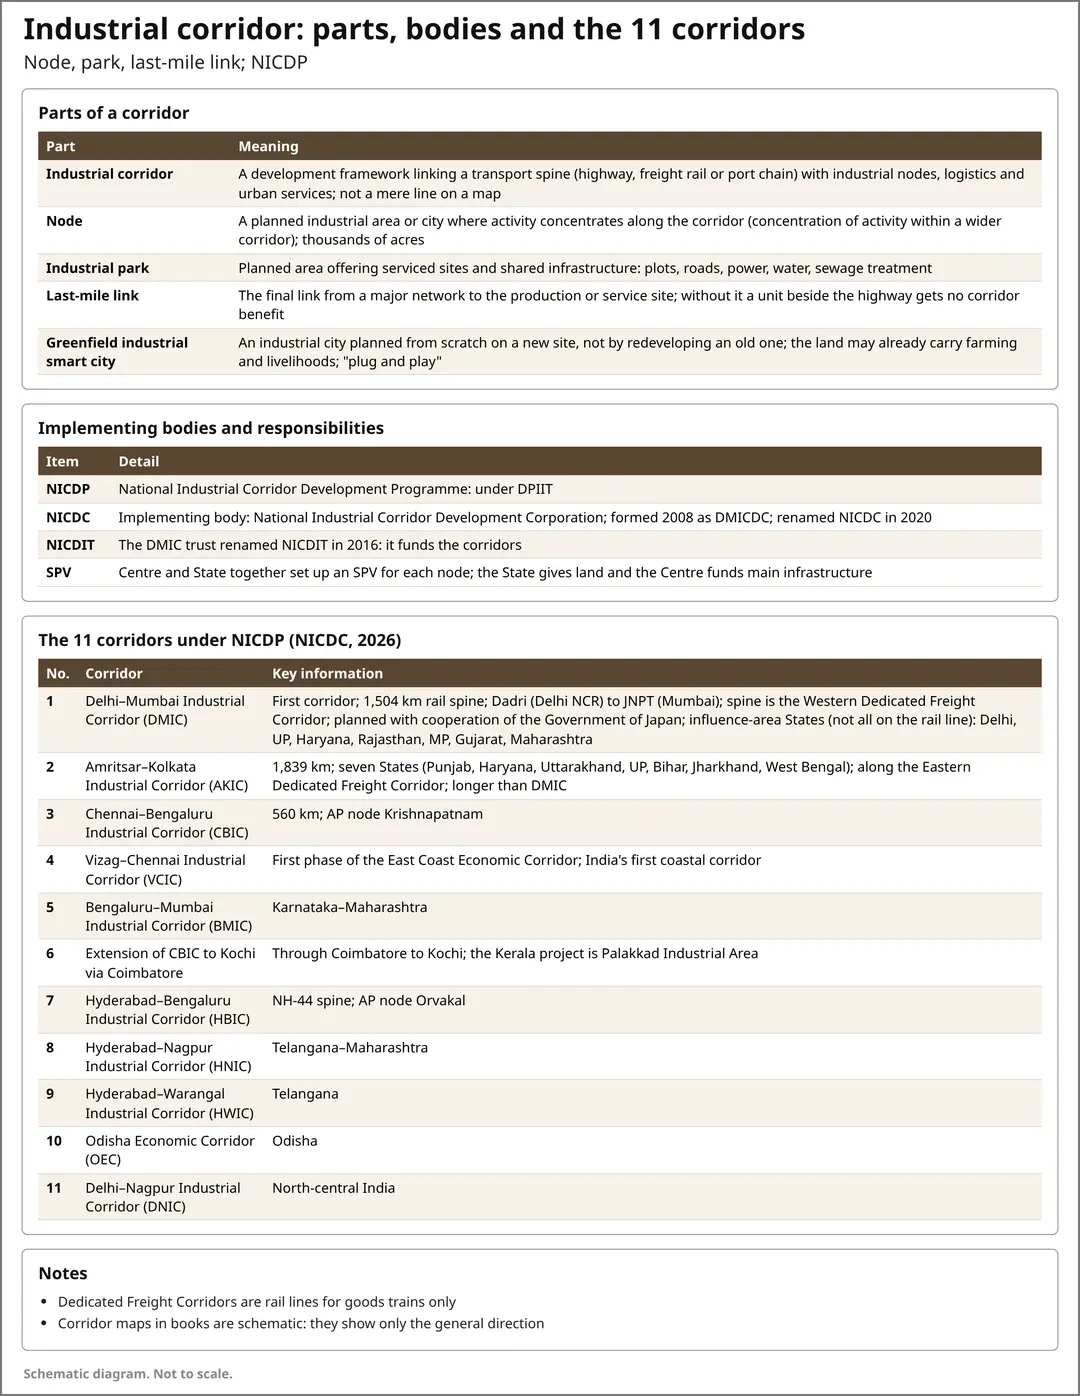 Industrial corridor: parts, bodies and the 11 corridors
Node, park, last-mile link; NICDP
Parts of a corridor
Part Meaning
Industrial corridor A development framework linking a transport spine (highway, freight rail or port chain) with industrial nodes, logistics and
urban services; not a mere line on a map
Node A planned industrial area or city where activity concentrates along the corridor (concentration of activity within a wider
corridor); thousands of acres
Industrial park Planned area offering serviced sites and shared infrastructure: plots, roads, power, water, sewage treatment
Last-mile link The final link from a major network to the production or service site; without it a unit beside the highway gets no corridor
benefit
Greenfield industrial An industrial city planned from scratch on a new site, not by redeveloping an old one; the land may already carry farming
smart city and livelihoods; "plug and play"
Implementing bodies and responsibilities
Item Detail
NICDP National Industrial Corridor Development Programme: under DPIIT
NICDC Implementing body: National Industrial Corridor Development Corporation; formed 2008 as DMICDC; renamed NICDC in 2020
NICDIT The DMIC trust renamed NICDIT in 2016: it funds the corridors
SPV Centre and State together set up an SPV for each node; the State gives land and the Centre funds main infrastructure
The 11 corridors under NICDP (NICDC, 2026)
No. Corridor Key information
1 Delhi–Mumbai Industrial First corridor; 1,504 km rail spine; Dadri (Delhi NCR) to JNPT (Mumbai); spine is the Western Dedicated Freight
Corridor (DMIC) Corridor; planned with cooperation of the Government of Japan; influence-area States (not all on the rail line): Delhi,
UP, Haryana, Rajasthan, MP, Gujarat, Maharashtra
2 Amritsar–Kolkata 1,839 km; seven States (Punjab, Haryana, Uttarakhand, UP, Bihar, Jharkhand, West Bengal); along the Eastern
Industrial Corridor (AKIC) Dedicated Freight Corridor; longer than DMIC
3 Chennai–Bengaluru 560 km; AP node Krishnapatnam
Industrial Corridor (CBIC)
4 Vizag–Chennai Industrial First phase of the East Coast Economic Corridor; India's first coastal corridor
Corridor (VCIC)
5 Bengaluru–Mumbai Karnataka–Maharashtra
Industrial Corridor (BMIC)
6 Extension of CBIC to Kochi Through Coimbatore to Kochi; the Kerala project is Palakkad Industrial Area
via Coimbatore
7 Hyderabad–Bengaluru NH-44 spine; AP node Orvakal
Industrial Corridor (HBIC)
8 Hyderabad–Nagpur Telangana–Maharashtra
Industrial Corridor (HNIC)
9 Hyderabad–Warangal Telangana
Industrial Corridor (HWIC)
10 Odisha Economic Corridor Odisha
(OEC)
11 Delhi–Nagpur Industrial North-central India
Corridor (DNIC)
Notes
• Dedicated Freight Corridors are rail lines for goods trains only
• Corridor maps in books are schematic: they show only the general direction
Schematic diagram. Not to scale.